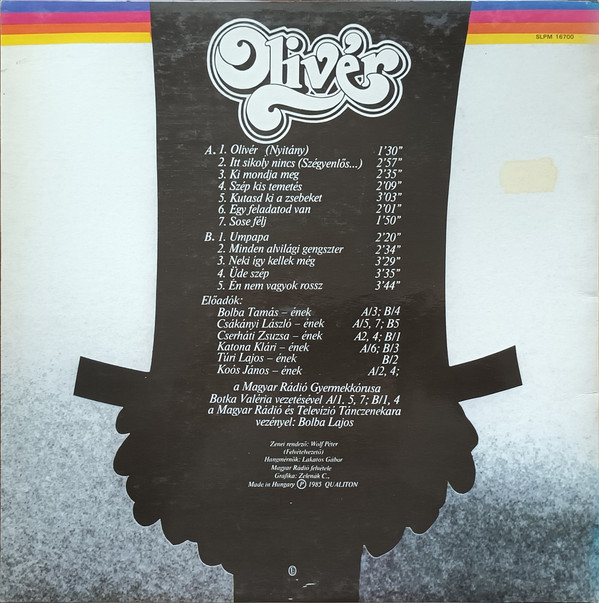 SLPM 16700
Olivér
A. 1. Olivér (Nyitány) 1'30"
2. Itt sikoly nincs (Szégyenlős...) 2'57"
3. Ki mondja meg 2'35"
4. Szép kis temetés 2'09"
5. Kutasd ki a zsebeket 3'03"
6. Egy feladatod van 2'01"
7. Sose félj 1'50"
B. 1. Umpapa 2'20"
2. Minden alvilági gengszter 2'34"
3. Neki így kellek még 3'29"
4. Üde szép 3'35"
5. Én nem vagyok rossz 3'44"
Előadók:
Bolba Tamás – ének A/3; B/4
Csákányi László – ének A/5, 7; B5
Cserháti Zsuzsa – ének A2, 4; B/1
Katona Klári – ének A/6; B/3
Túri Lajos – ének B/2
Koós János – ének A/2, 4;
a Magyar Rádió Gyermekkórusa
Botka Valéria vezetésével A/1. 5, 7; B/1, 4
a Magyar Rádió és Televízió Tánczenekara
vezényel: Bolba Lajos
Zenei rendező: Wolf Péter
(Felvételvezető)
Hangmérnök: Lakatos Gábor
Magyar Rádió felvétele
Grafika: Zelenák C.,
Made in Hungary Ⓟ 1985 QUALITON